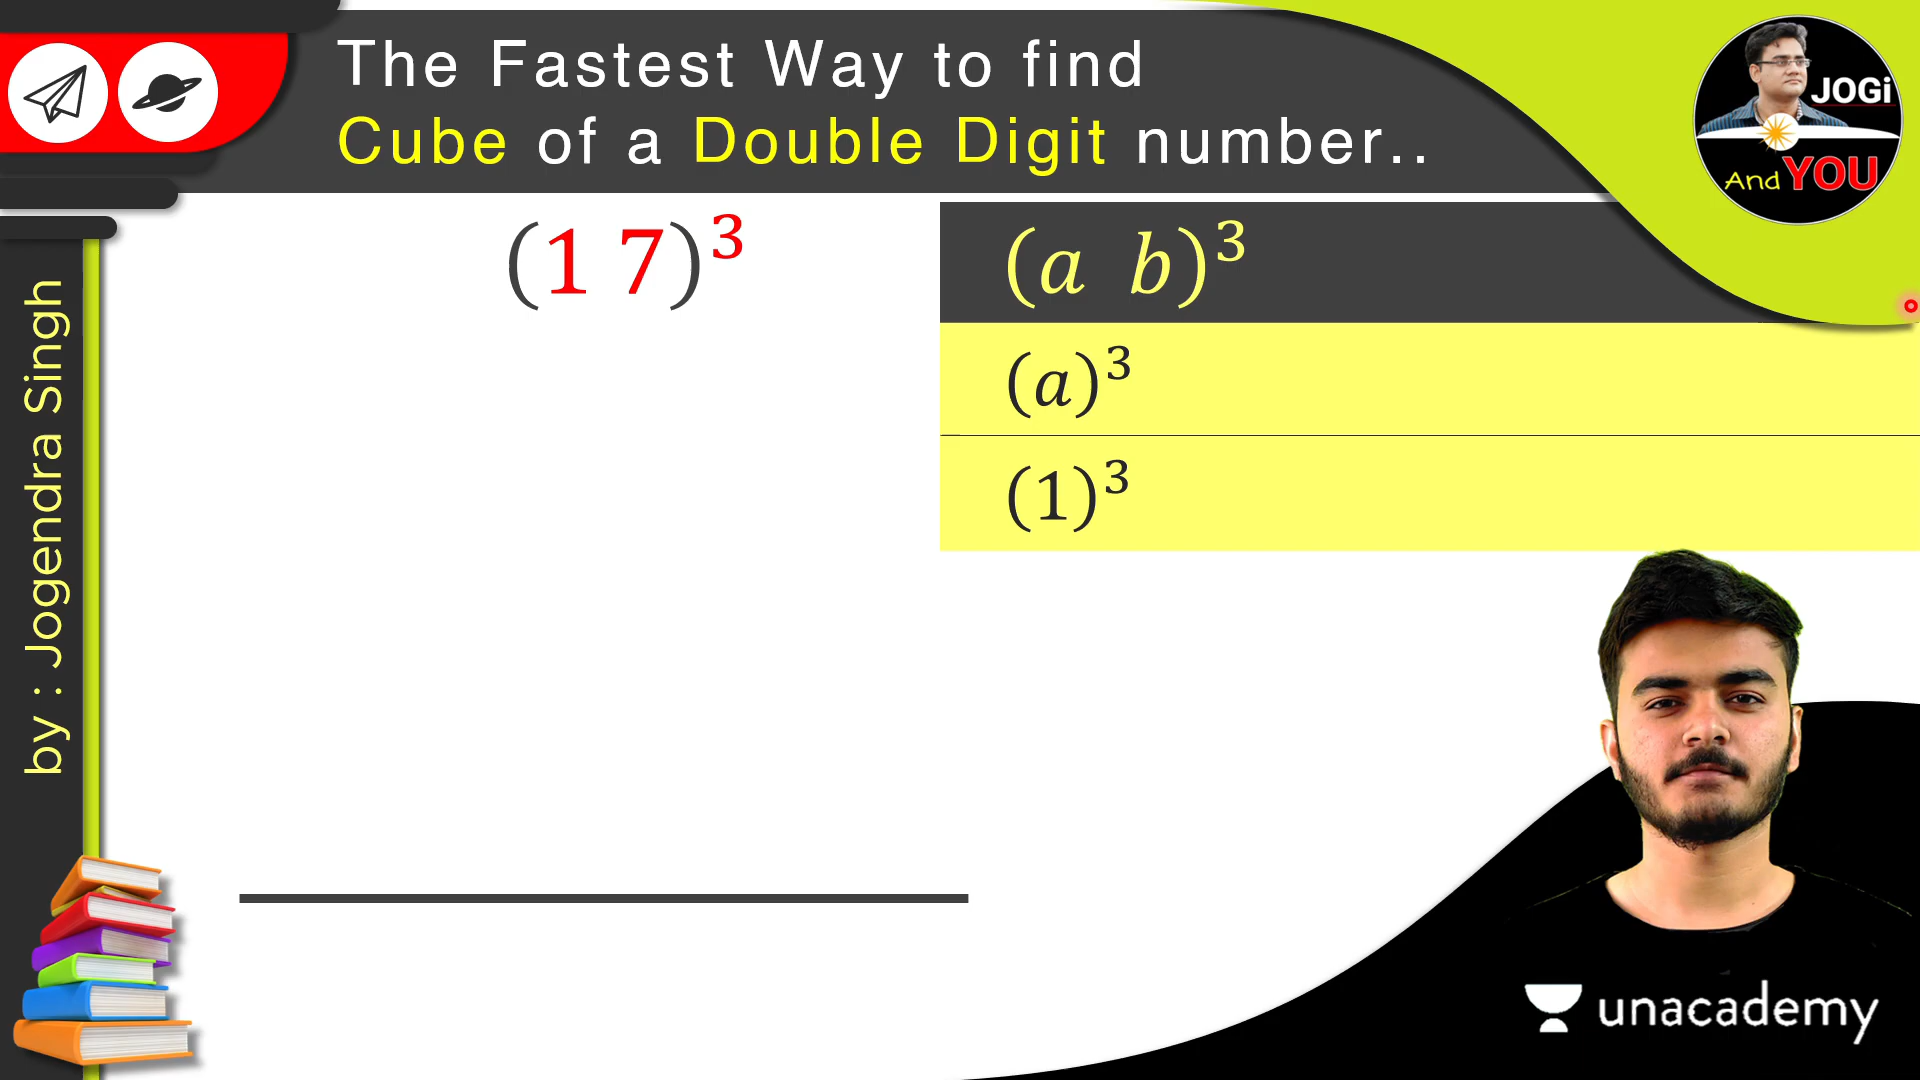 The Fastest Way to find
Cube of a Double Digit number..
JOGi
And YOU
(1 7)³
(a b)³
(a)³
(1)³
by : Jogendra Singh
unacademy